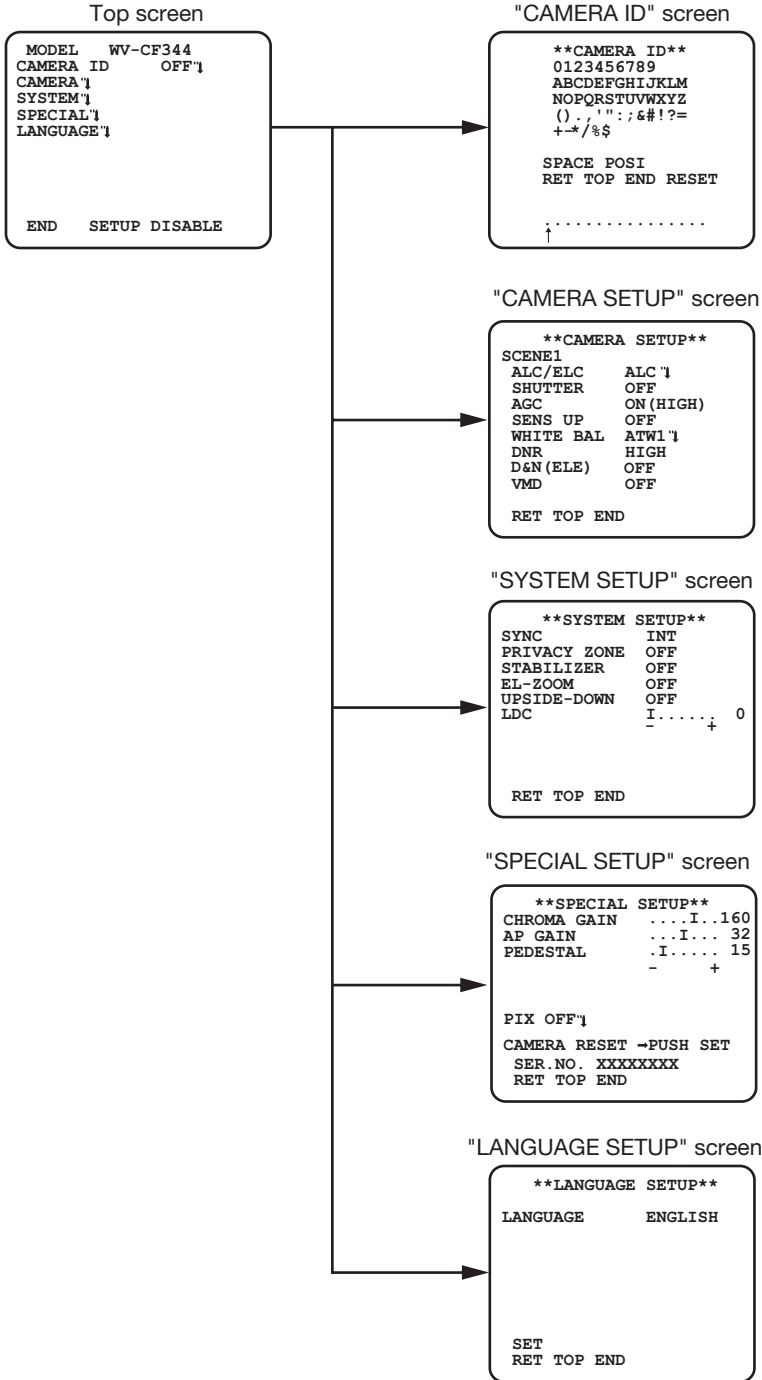 Top screen
MODEL WV-CF344
CAMERA ID OFF
CAMERA
SYSTEM
SPECIAL
LANGUAGE
END SETUP DISABLE
"CAMERA ID" screen
**CAMERA ID**
0123456789
ABCDEFGHIJKLM
NOPQRSTUVWXYZ
().,'":;&#!?=
+-*/%$
SPACE POSI
RET TOP END RESET
................
↑
"CAMERA SETUP" screen
**CAMERA SETUP**
SCENE1
ALC/ELC ALC
SHUTTER OFF
AGC ON(HIGH)
SENS UP OFF
WHITE BAL ATW1
DNR HIGH
D&N(ELE) OFF
VMD OFF
RET TOP END
"SYSTEM SETUP" screen
**SYSTEM SETUP**
SYNC INT
PRIVACY ZONE OFF
STABILIZER OFF
EL-ZOOM OFF
UPSIDE-DOWN OFF
LDC I...... 0
- +
RET TOP END
"SPECIAL SETUP" screen
**SPECIAL SETUP**
CHROMA GAIN ....I..160
AP GAIN ...I... 32
PEDESTAL .I..... 15
- +
PIX OFF
CAMERA RESET →PUSH SET
SER.NO. XXXXXXXX
RET TOP END
"LANGUAGE SETUP" screen
**LANGUAGE SETUP**
LANGUAGE ENGLISH
SET
RET TOP END